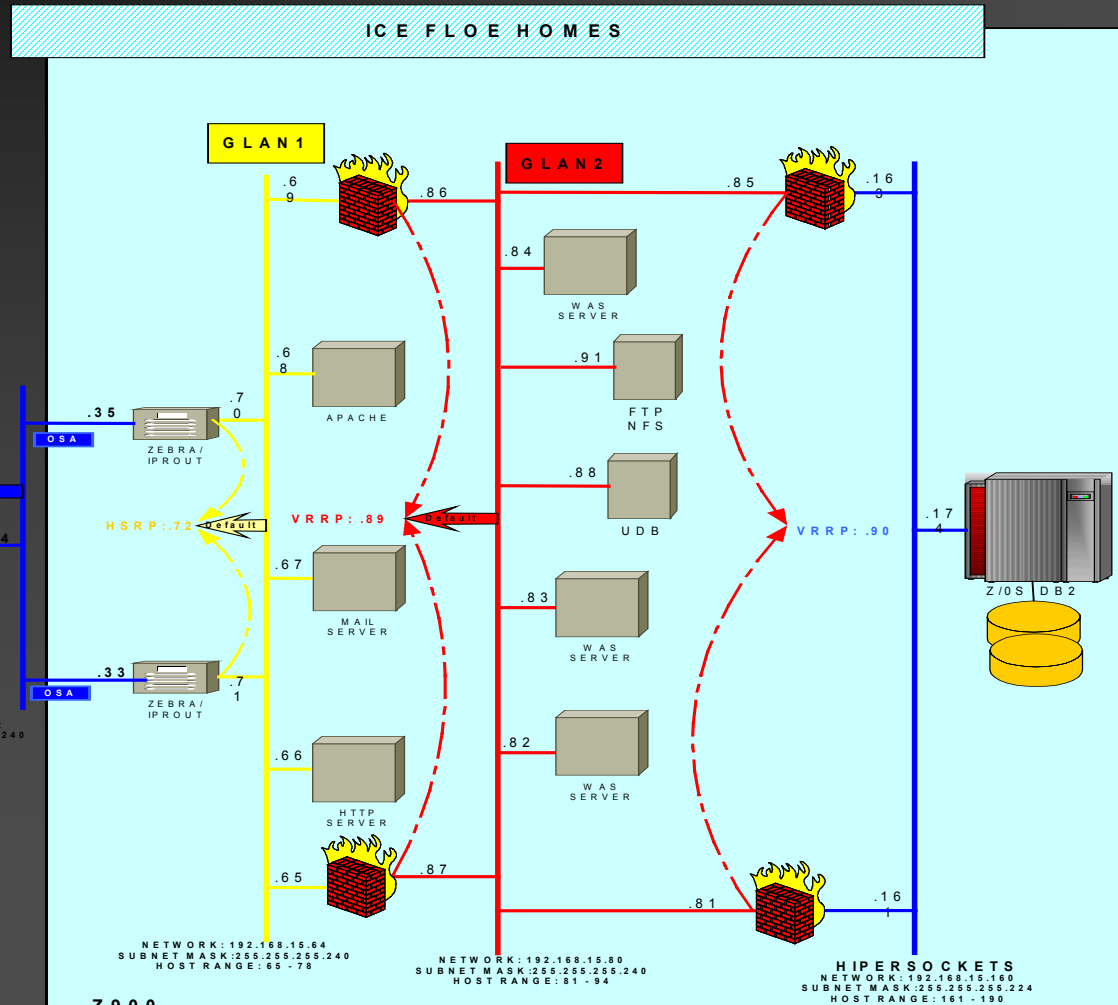 ICE FLOE HOMES
GLAN1
GLAN2
.69
.86
.85
.163
.84
WAS
SERVER
.68
APACHE
.91
FTP
NFS
.35
OSA
ZEBRA/
IPROUT
.70
.88
UDB
HSRP:.72
Default
VRRP: .89
Default
VRRP: .90
.174
Z/0S DB2
4
.67
MAIL
SERVER
.83
WAS
SERVER
.33
OSA
ZEBRA/
IPROUT
.71
240
.66
HTTP
SERVER
.82
WAS
SERVER
.65
.87
.81
.161
NETWORK: 192.168.15.64
SUBNET MASK:255.255.255.240
HOST RANGE: 65 - 78
NETWORK: 192.168.15.80
SUBNET MASK:255.255.255.240
HOST RANGE: 81 - 94
HIPERSOCKETS
NETWORK: 192.168.15.160
SUBNET MASK:255.255.255.224
HOST RANGE: 161 - 190
Z900